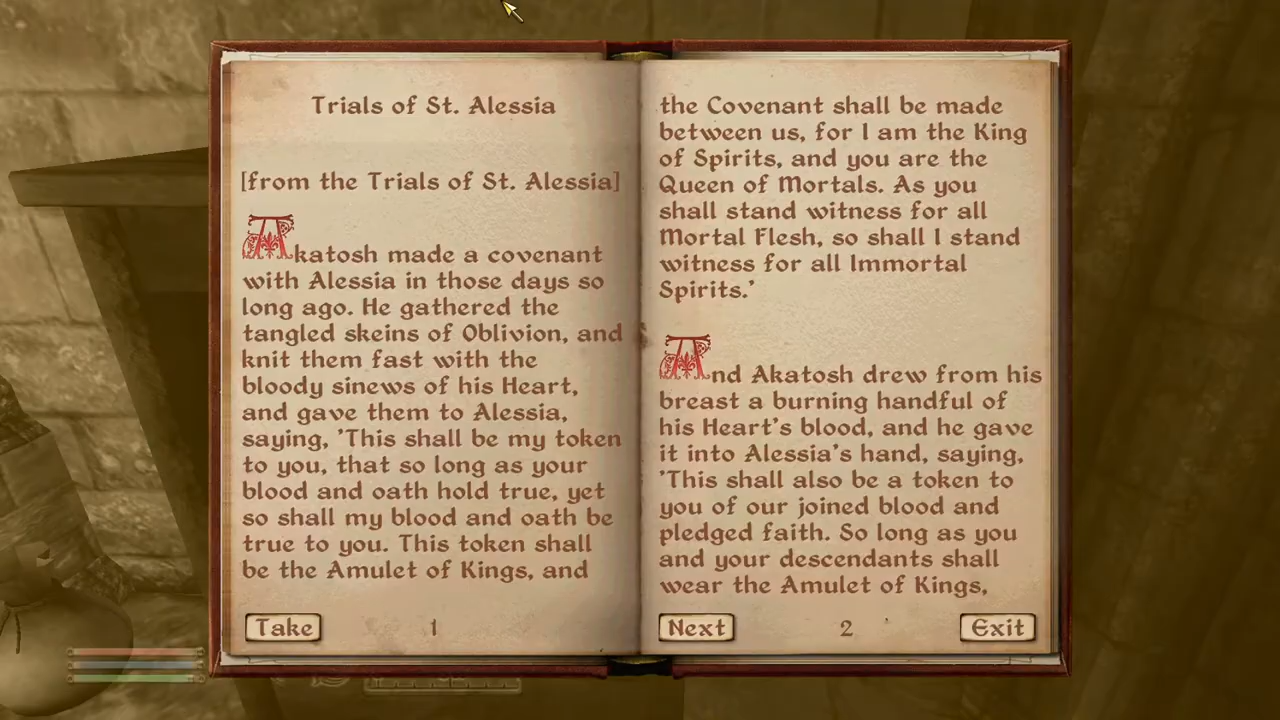 Trials of St. Alessia
[from the Trials of St. Alessia]
Akatosh made a covenant
with Alessia in those days so
long ago. He gathered the
tangled skeins of Oblivion, and
knit them fast with the
bloody sinews of his Heart,
and gave them to Alessia,
saying, 'This shall be my token
to you, that so long as your
blood and oath hold true, yet
so shall my blood and oath be
true to you. This token shall
be the Amulet of Kings, and
Take
1
the Covenant shall be made
between us, for I am the King
of Spirits, and you are the
Queen of Mortals. As you
shall stand witness for all
Mortal Flesh, so shall I stand
witness for all Immortal
Spirits.'
And Akatosh drew from his
breast a burning handful of
his Heart's blood, and he gave
it into Alessia's hand, saying,
'This shall also be a token to
you of our joined blood and
pledged faith. So long as you
and your descendants shall
wear the Amulet of Kings,
Next
2
Exit